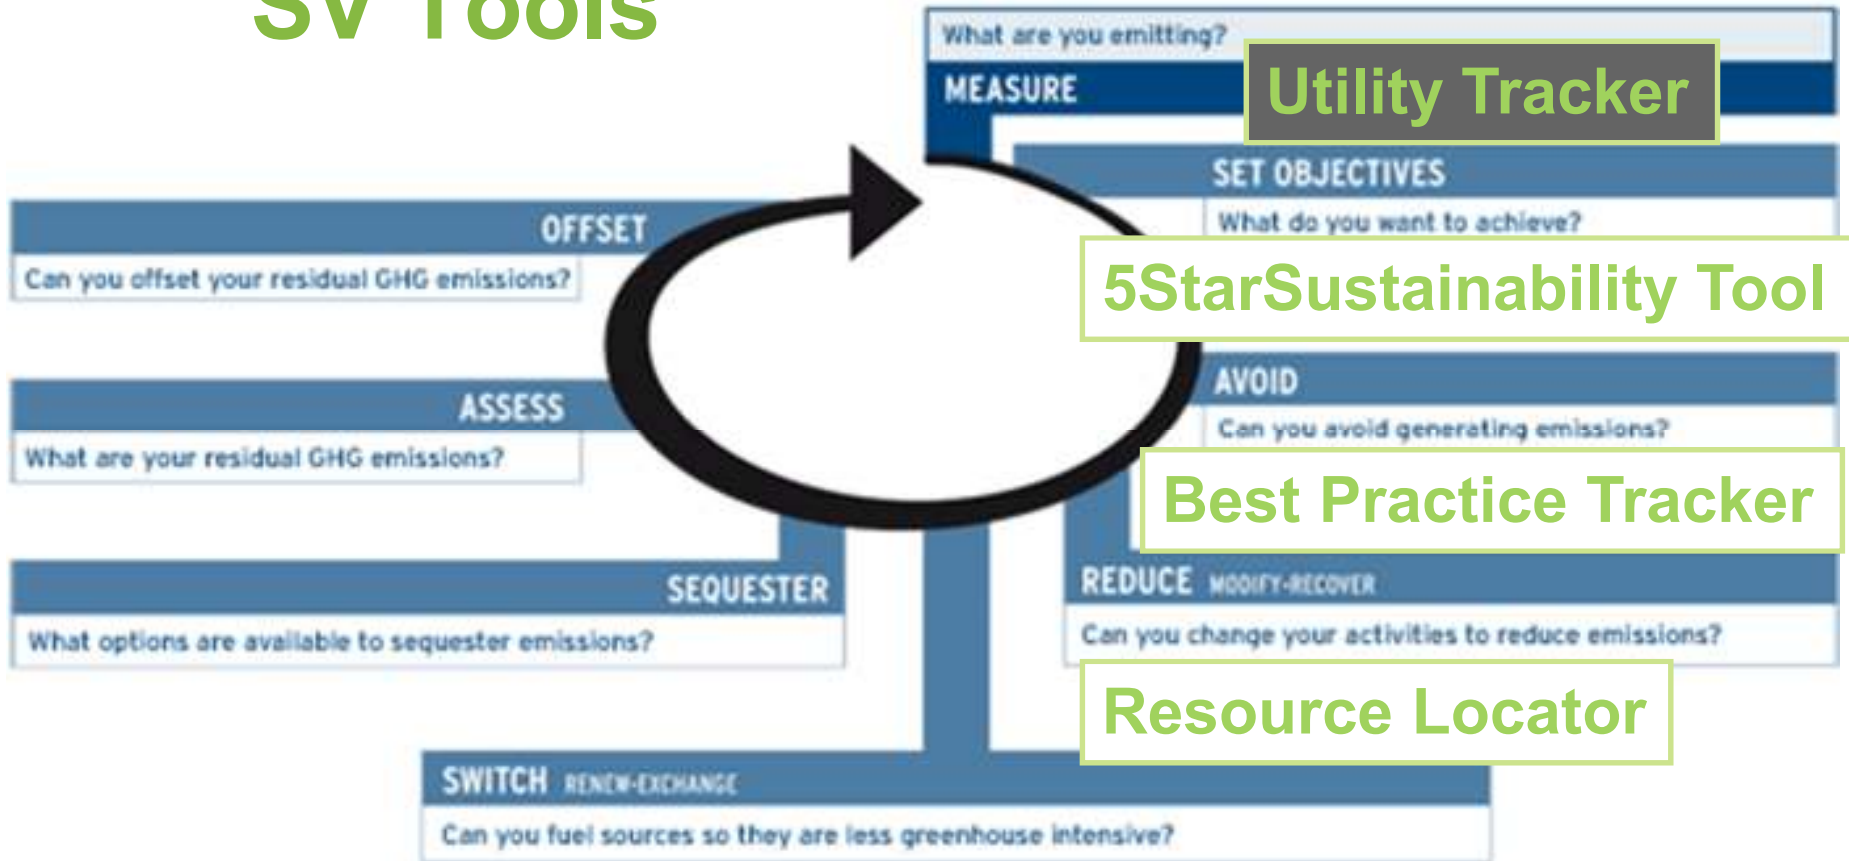 SV Tools
What are you emitting?
MEASURE
Utility Tracker
SET OBJECTIVES
What do you want to achieve?
5StarSustainability Tool
AVOID
Can you avoid generating emissions?
Best Practice Tracker
REDUCE MODIFY-RECOVER
Can you change your activities to reduce emissions?
Resource Locator
SWITCH RENEW-EXCHANGE
Can you fuel sources so they are less greenhouse intensive?
SEQUESTER
What options are available to sequester emissions?
ASSESS
What are your residual GHG emissions?
OFFSET
Can you offset your residual GHG emissions?